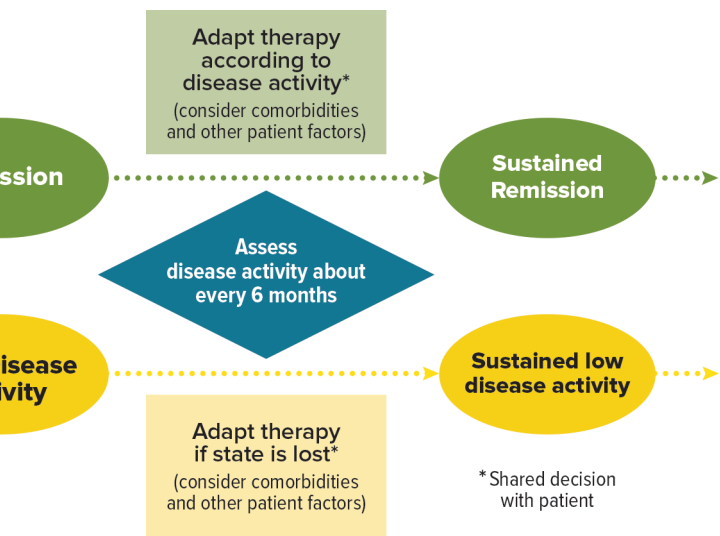 Adapt therapy
according to
disease activity*
(consider comorbidities
and other patient factors)
ssion
Sustained
Remission
Assess
disease activity about
every 6 months
isease
ivity
Sustained low
disease activity
Adapt therapy
if state is lost*
(consider comorbidities
and other patient factors)
* Shared decision
with patient